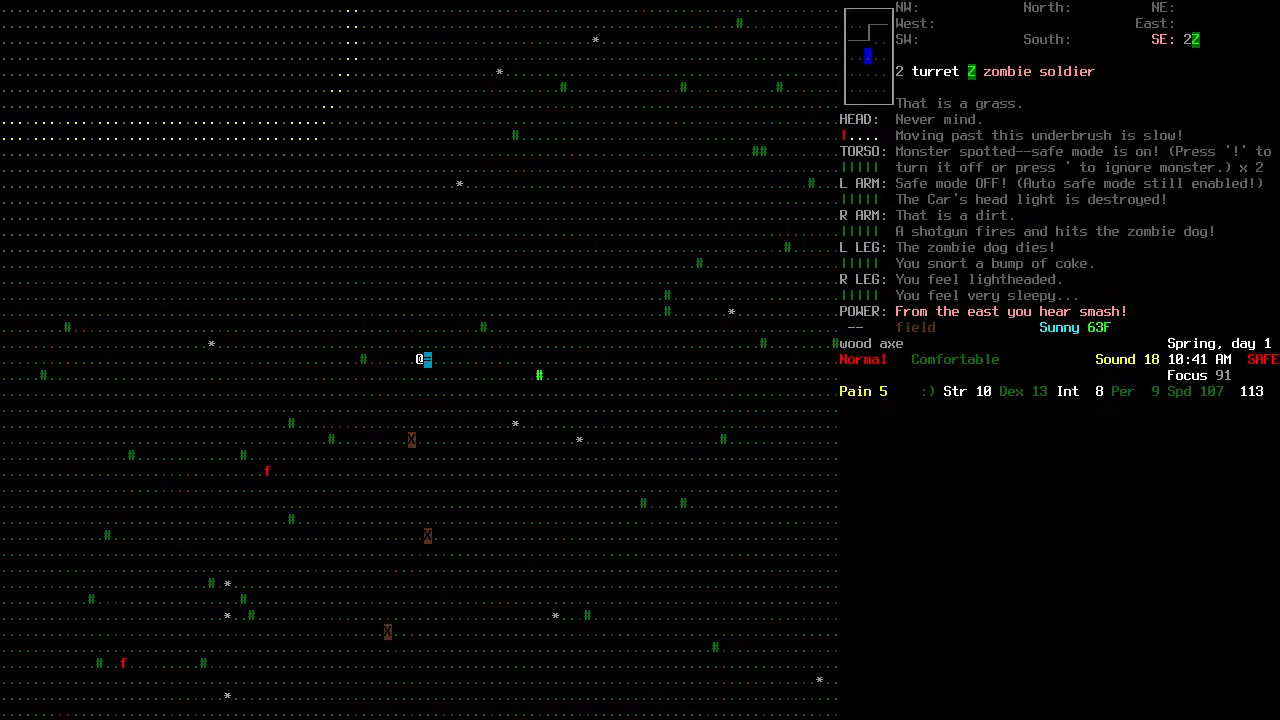 NW: North: NE:
West: East:
SW: South: SE: 2Z
2 turret Z zombie soldier
That is a grass.
HEAD: Never mind.
!.... Moving past this underbrush is slow!
TORSO: Monster spotted--safe mode is on! (Press '!' to
||||| turn it off or press ' to ignore monster.) x 2
L ARM: Safe mode OFF! (Auto safe mode still enabled!)
||||| The Car's head light is destroyed!
R ARM: That is a dirt.
||||| A shotgun fires and hits the zombie dog!
L LEG: The zombie dog dies!
||||| You snort a bump of coke.
R LEG: You feel lightheaded.
||||| You feel very sleepy...
POWER: From the east you hear smash!
-- field Sunny 63F
wood axe Spring, day 1
Normal Comfortable Sound 18 10:41 AM SAFE
Focus 91
Pain 5 :) Str 10 Dex 13 Int 8 Per 9 Spd 107 113